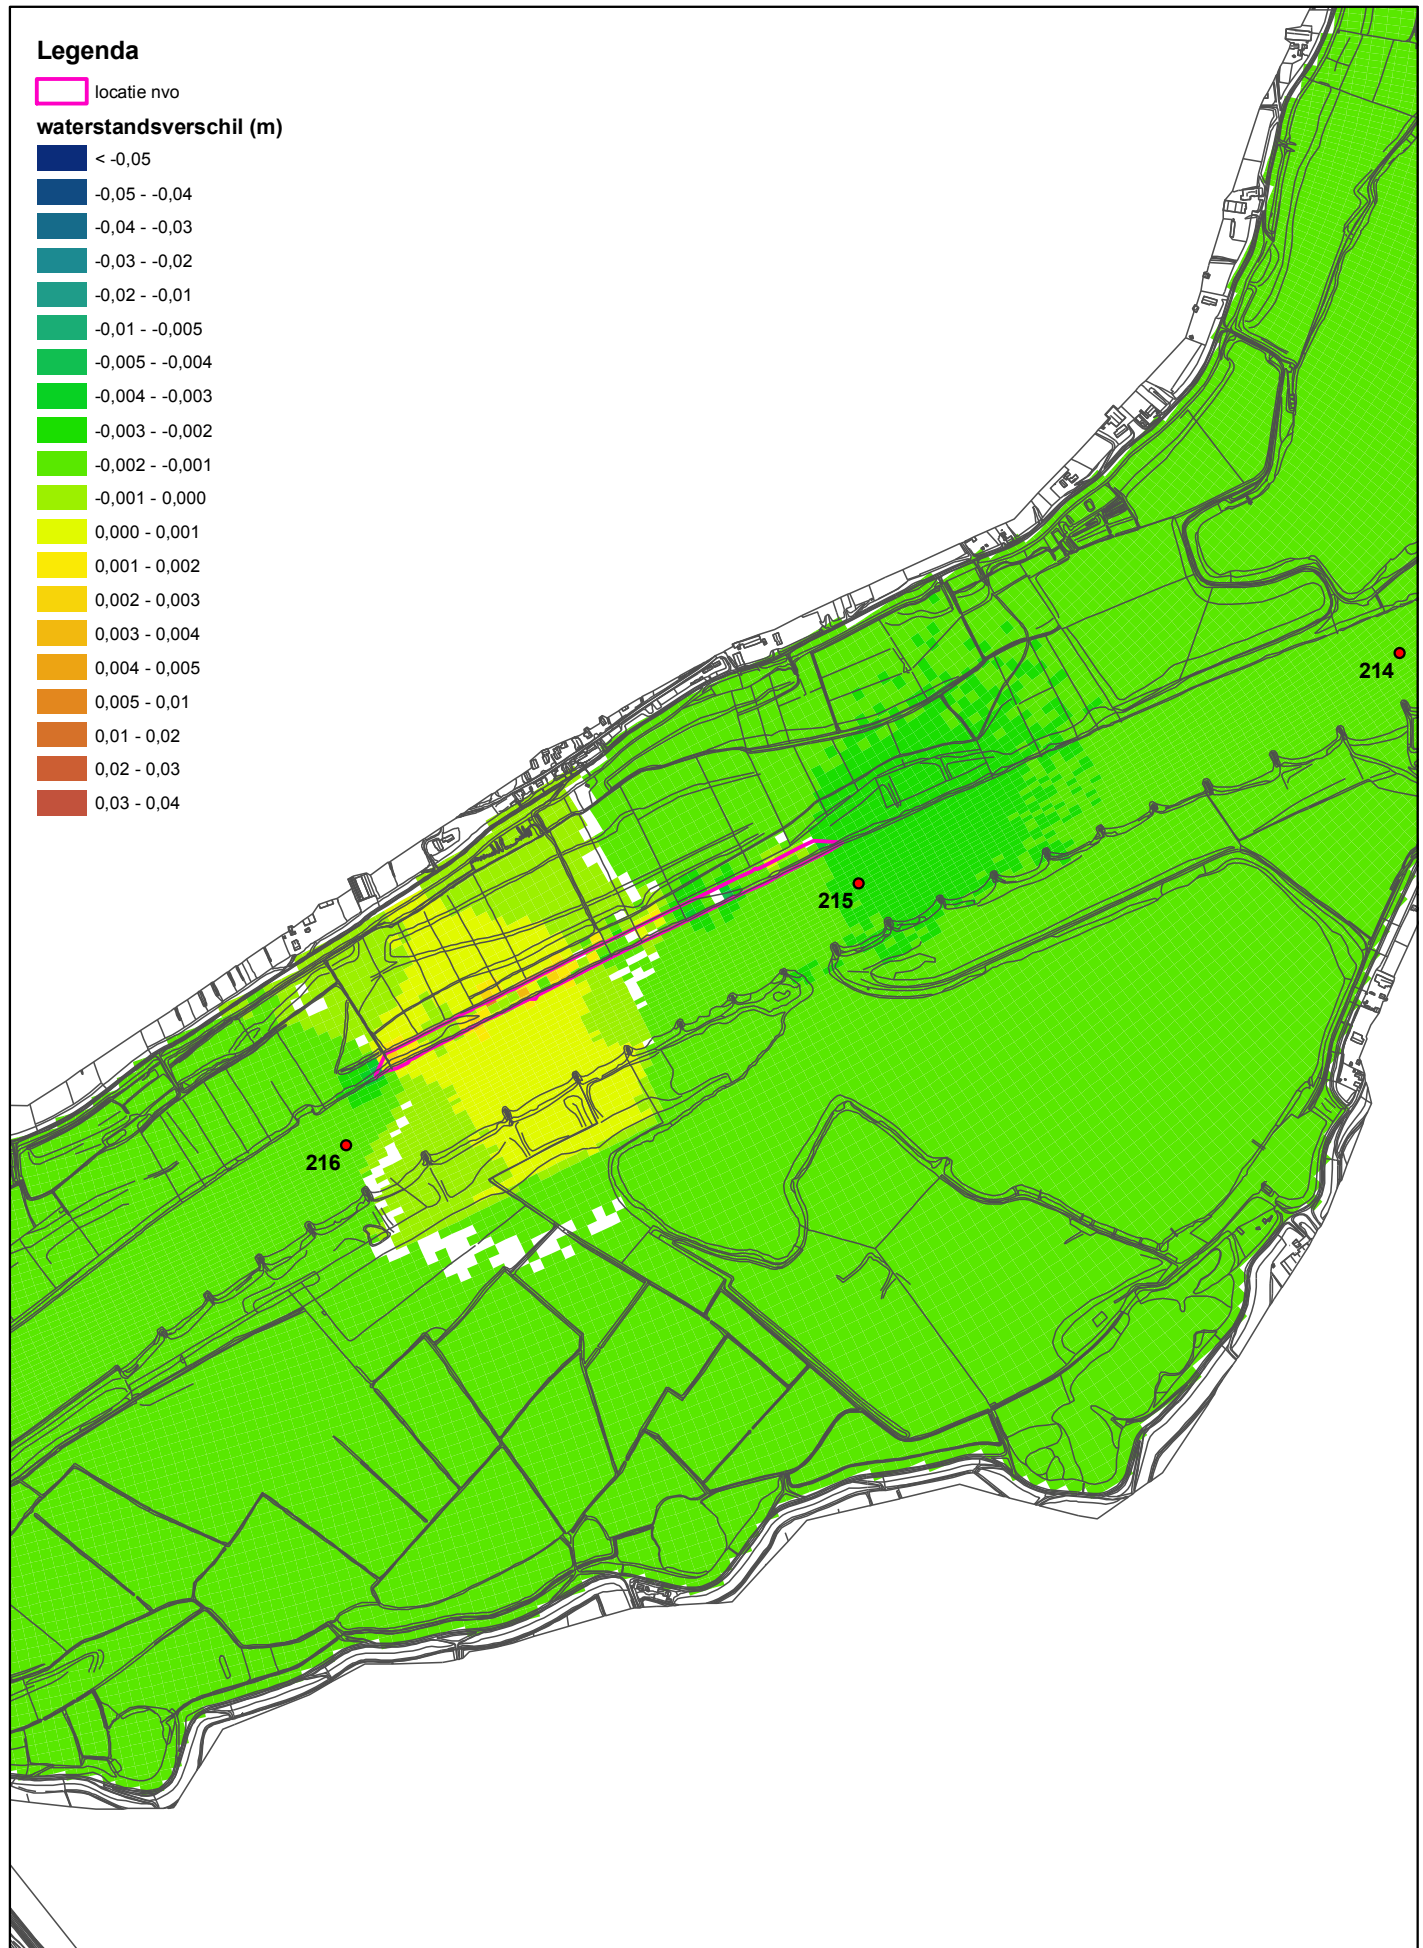 Legenda
locatie nvo
waterstandsverschil (m)
< -0,05
-0,05 - -0,04
-0,04 - -0,03
-0,03 - -0,02
-0,02 - -0,01
-0,01 - -0,005
-0,005 - -0,004
-0,004 - -0,003
-0,003 - -0,002
-0,002 - -0,001
-0,001 - 0,000
0,000 - 0,001
0,001 - 0,002
0,002 - 0,003
0,003 - 0,004
0,004 - 0,005
0,005 - 0,01
0,01 - 0,02
0,02 - 0,03
0,03 - 0,04
214
215
216